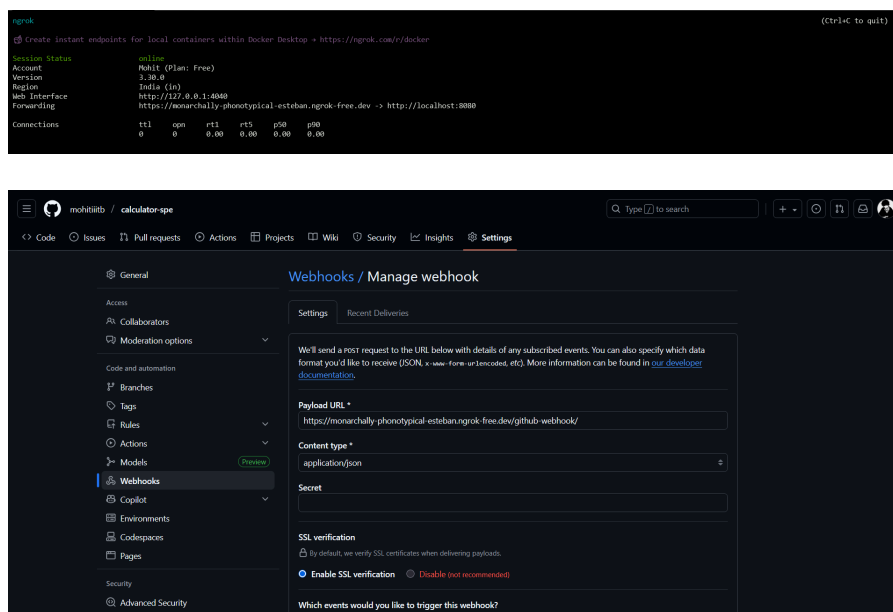 ngrok (Ctrl+C to quit)
Create instant endpoints for local containers within Docker Desktop → https://ngrok.com/r/docker
Session Status online
Account Mohit (Plan: Free)
Version 3.30.0
Region India (in)
Web Interface http://127.0.0.1:4040
Forwarding https://monarchally-phonotypical-esteban.ngrok-free.dev -> http://localhost:8080
Connections ttl opn rt1 rt5 p50 p90
0 0 0.00 0.00 0.00 0.00
mohitiiitb / calculator-spe
Type / to search
Code Issues Pull requests Actions Projects Wiki Security Insights Settings
General
Access
Collaborators
Moderation options
Code and automation
Branches
Tags
Rules
Actions
Models Preview
Webhooks
Copilot
Environments
Codespaces
Pages
Security
Advanced Security
Webhooks / Manage webhook
Settings Recent Deliveries
We'll send a POST request to the URL below with details of any subscribed events. You can also specify which data
format you'd like to receive (JSON, x-www-form-urlencoded, etc). More information can be found in our developer
documentation.
Payload URL *
https://monarchally-phonotypical-esteban.ngrok-free.dev/github-webhook/
Content type *
application/json
Secret
SSL verification
By default, we verify SSL certificates when delivering payloads.
Enable SSL verification Disable (not recommended)
Which events would you like to trigger this webhook?